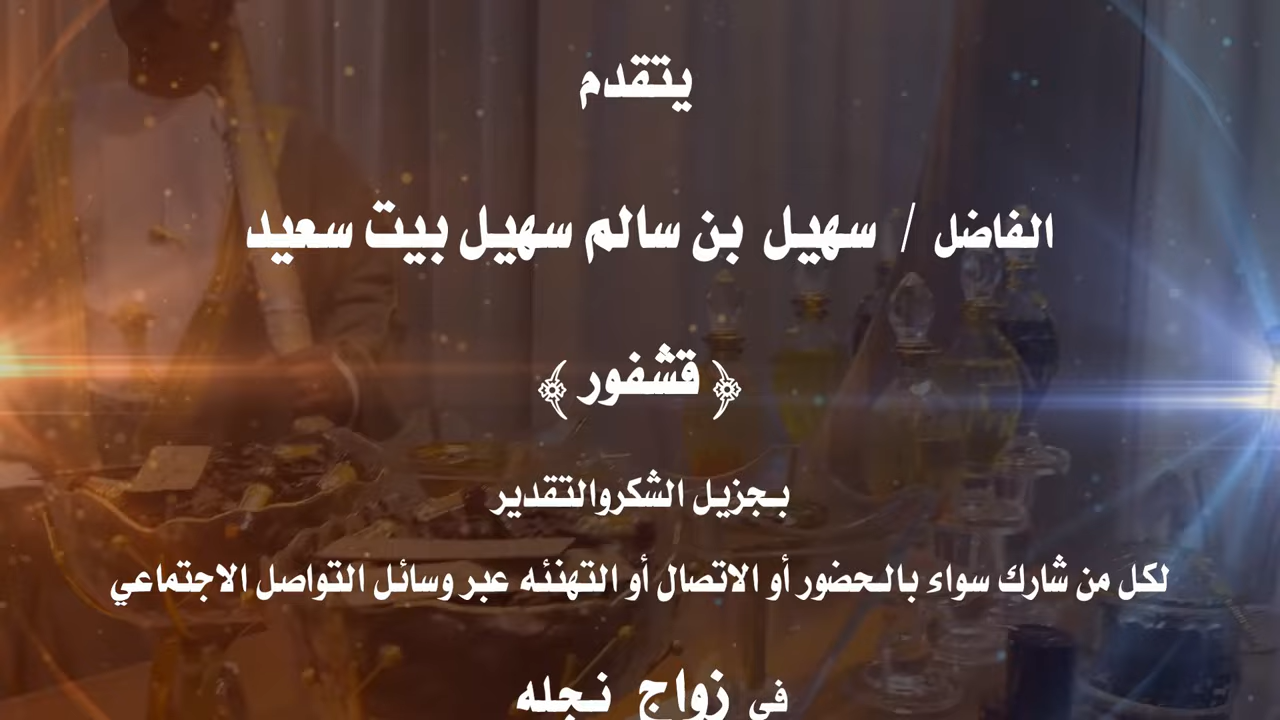 يتقدم
الفاضل / سهيل بن سالم سهيل بيت سعيد
﴿ قشفور ﴾
بجزيل الشكروالتقدير
لكل من شارك سواء بالحضور أو الاتصال أو التهنئه عبر وسائل التواصل الاجتماعي
في زواج نجله